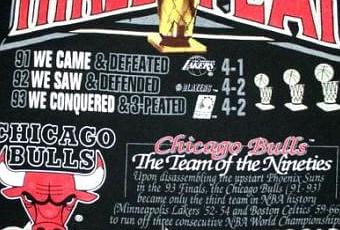 THREE-PEAT
91 WE CAME & DEFEATED LAKERS 4-1
92 WE SAW & DEFENDED BLAZERS 4-2
93 WE CONQUERED & 3-PEATED 4-2
CHICAGO
BULLS
Chicago Bulls
The Team of the Nineties
Upon disassembling the upstart Phoenix Suns
in the 93 Finals, the Chicago Bulls (91-93)
became only the third team in NBA history
(Minneapolis Lakers 52-54 and Boston Celtics 59-66)
to run off three consecutive NBA World Championships.